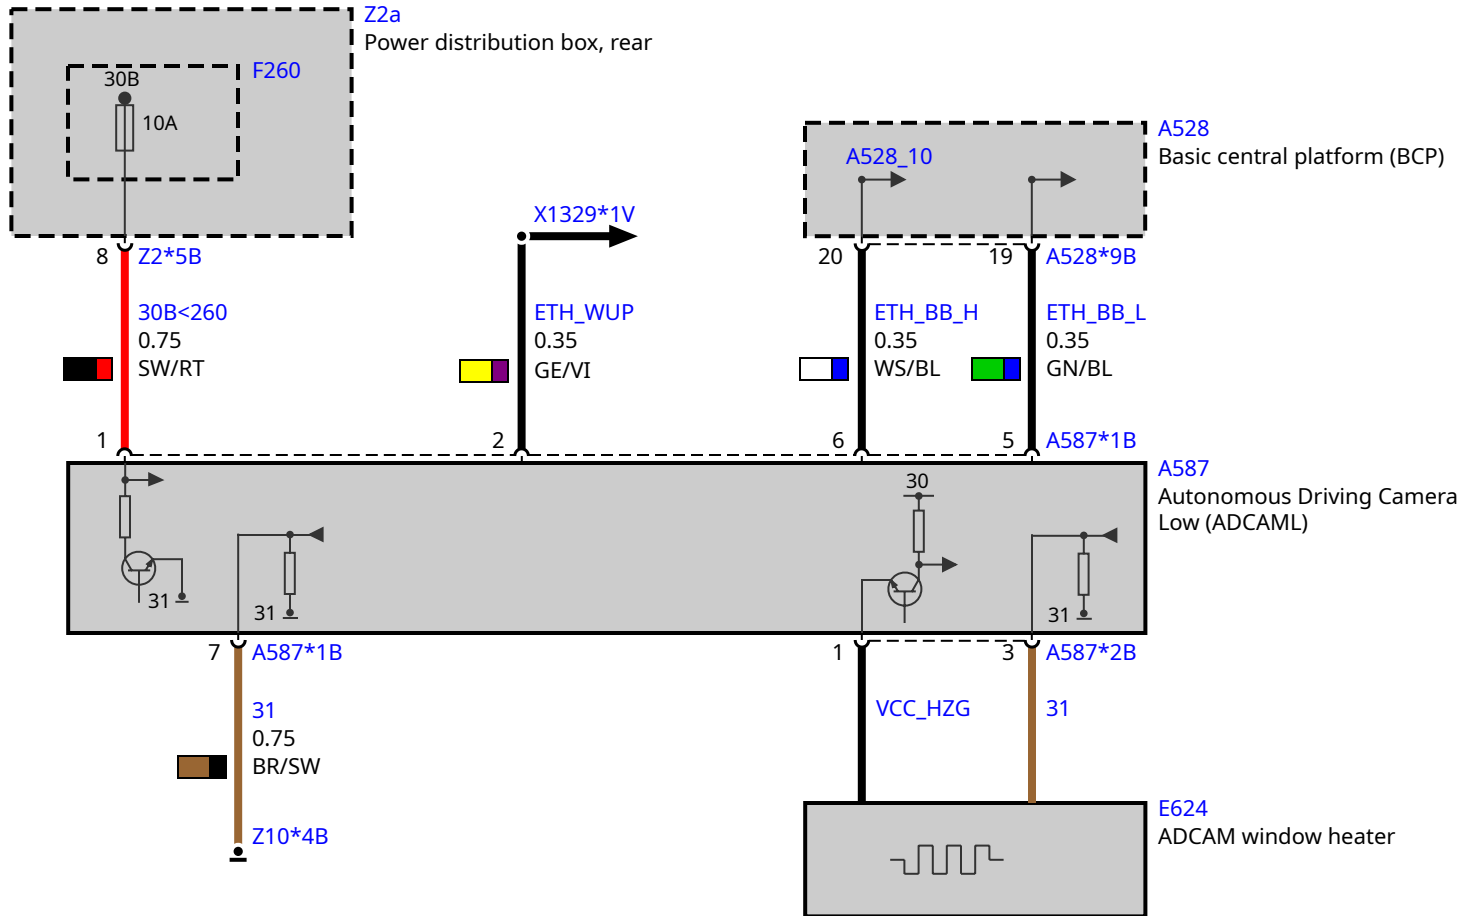 Z2a
Power distribution box, rear
F260
30B
10A
A528
Basic central platform (BCP)
A528_10
X1329*1V
8
Z2*5B
20
19
A528*9B
30B<260
0.75
SW/RT
ETH_WUP
0.35
GE/VI
ETH_BB_H
0.35
WS/BL
ETH_BB_L
0.35
GN/BL
1
2
6
5
A587*1B
A587
Autonomous Driving Camera
Low (ADCAML)
30
31
31
31
7
A587*1B
1
3
A587*2B
31
0.75
BR/SW
VCC_HZG
31
Z10*4B
E624
ADCAM window heater